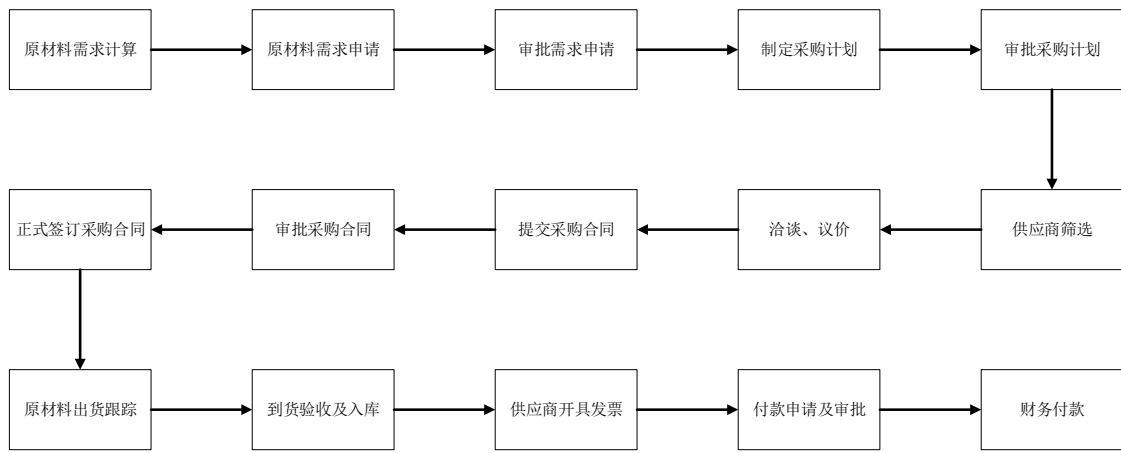 原材料需求计算
原材料需求申请
审批需求申请
制定采购计划
审批采购计划
供应商筛选
洽谈、议价
提交采购合同
审批采购合同
正式签订采购合同
原材料出货跟踪
到货验收及入库
供应商开具发票
付款申请及审批
财务付款